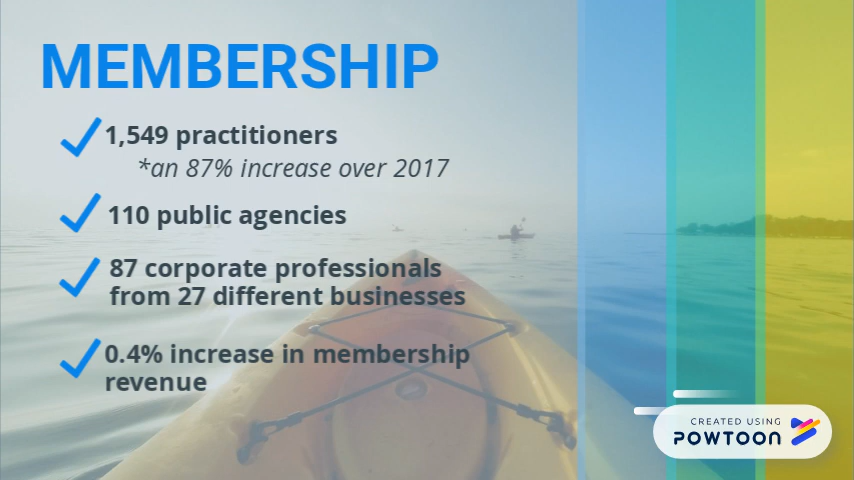 MEMBERSHIP
1,549 practitioners
*an 87% increase over 2017
110 public agencies
87 corporate professionals
from 27 different businesses
0.4% increase in membership
revenue
CREATED USING
POWTOON